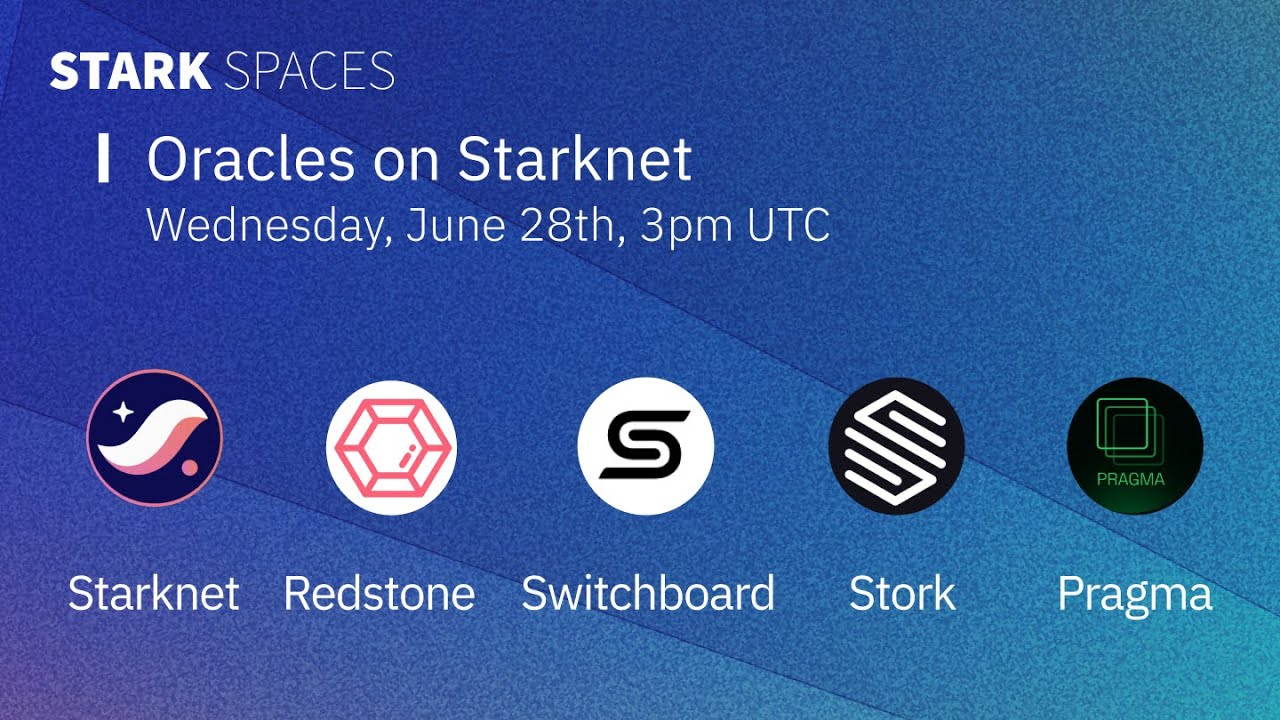 STARK SPACES
Oracles on Starknet
Wednesday, June 28th, 3pm UTC
PRAGMA
Starknet Redstone Switchboard Stork Pragma